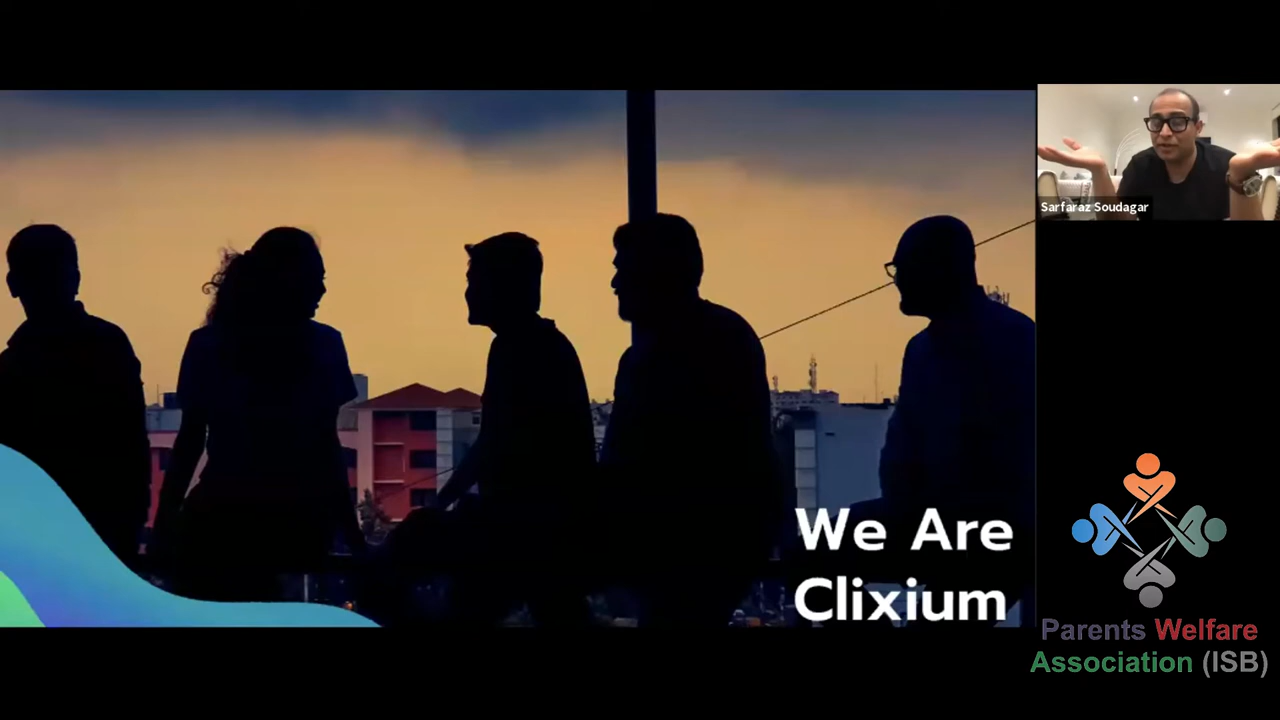 Sarfaraz Soudagar
We Are
Clixium
Parents Welfare
Association (ISB)